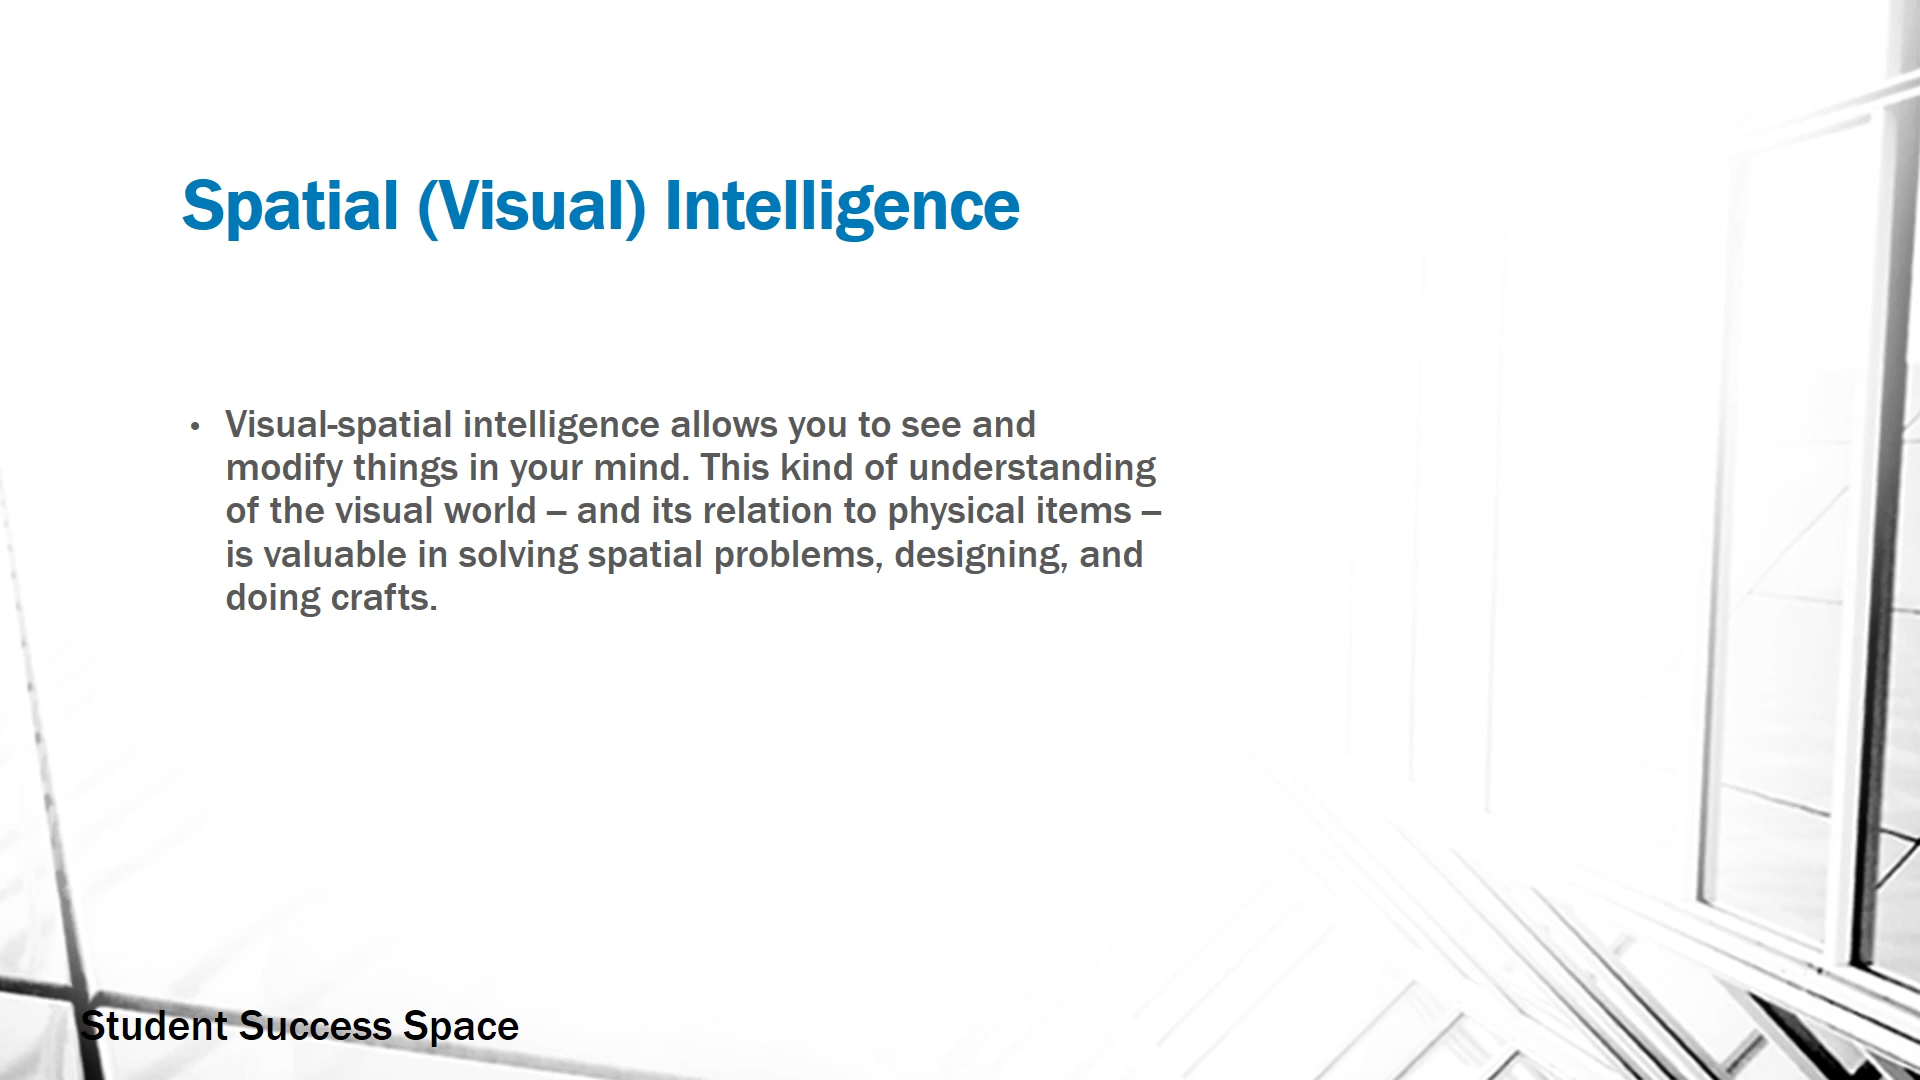 Spatial (Visual) Intelligence
• Visual-spatial intelligence allows you to see and
modify things in your mind. This kind of understanding
of the visual world – and its relation to physical items –
is valuable in solving spatial problems, designing, and
doing crafts.
Student Success Space